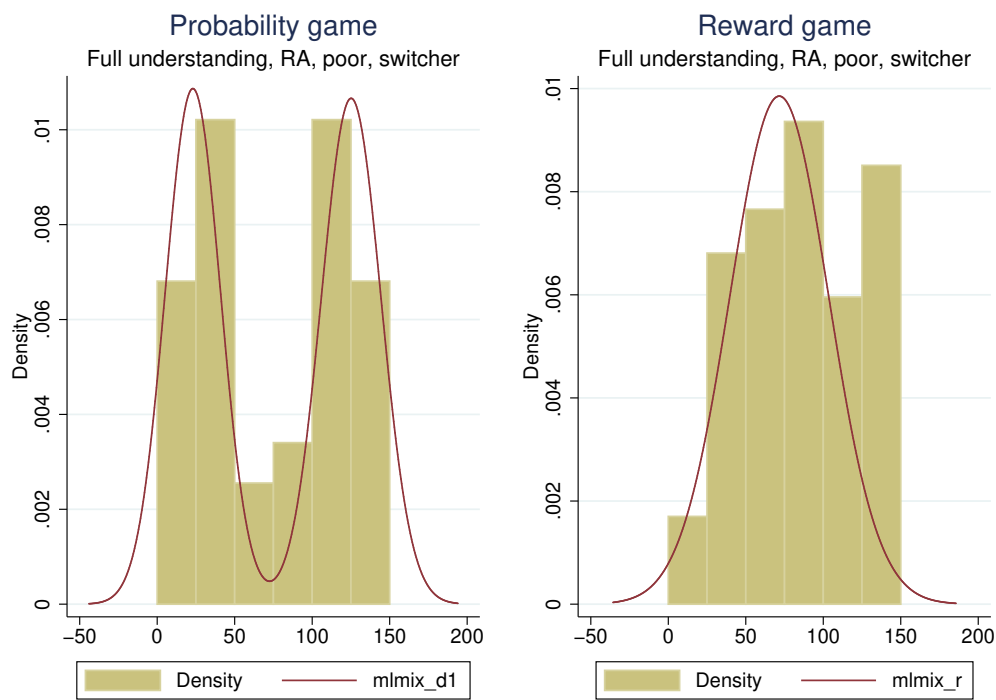 Probability game
Full understanding, RA, poor, switcher
Density
0
.002
.004
.006
.008
.01
−50
0
50
100
150
200
Density
mlmix_d1
Reward game
Full understanding, RA, poor, switcher
Density
0
.002
.004
.006
.008
.01
−50
0
50
100
150
200
Density
mlmix_r